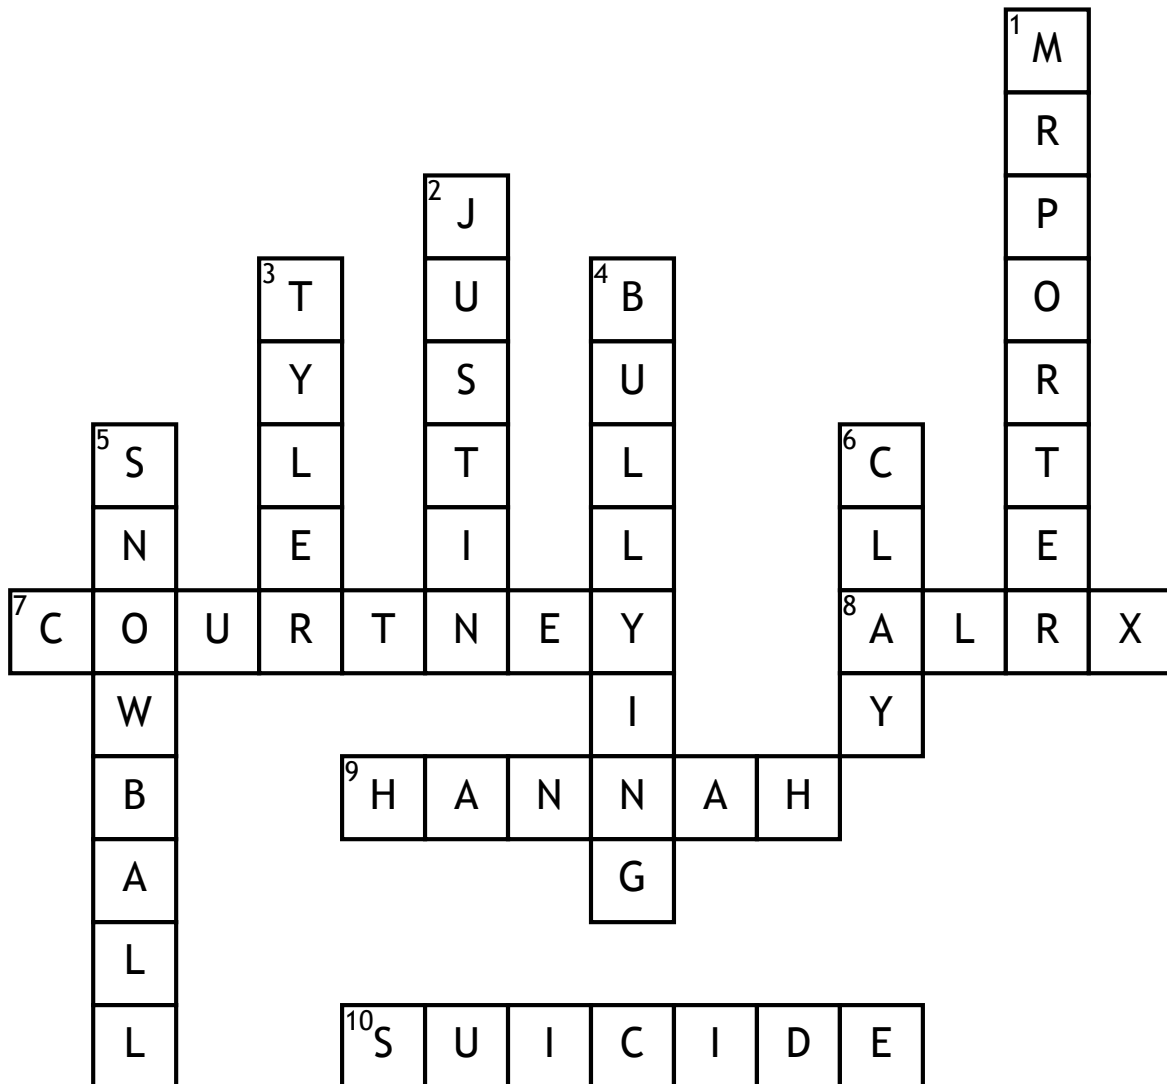 1 MRPORTER
2 JUSTIN
3 TYLER
4 BULLYING
5 SNOWBALL
6 CLAY
7 COURTNEY
8 ALRX
9 HANNAH
10 SUICIDE